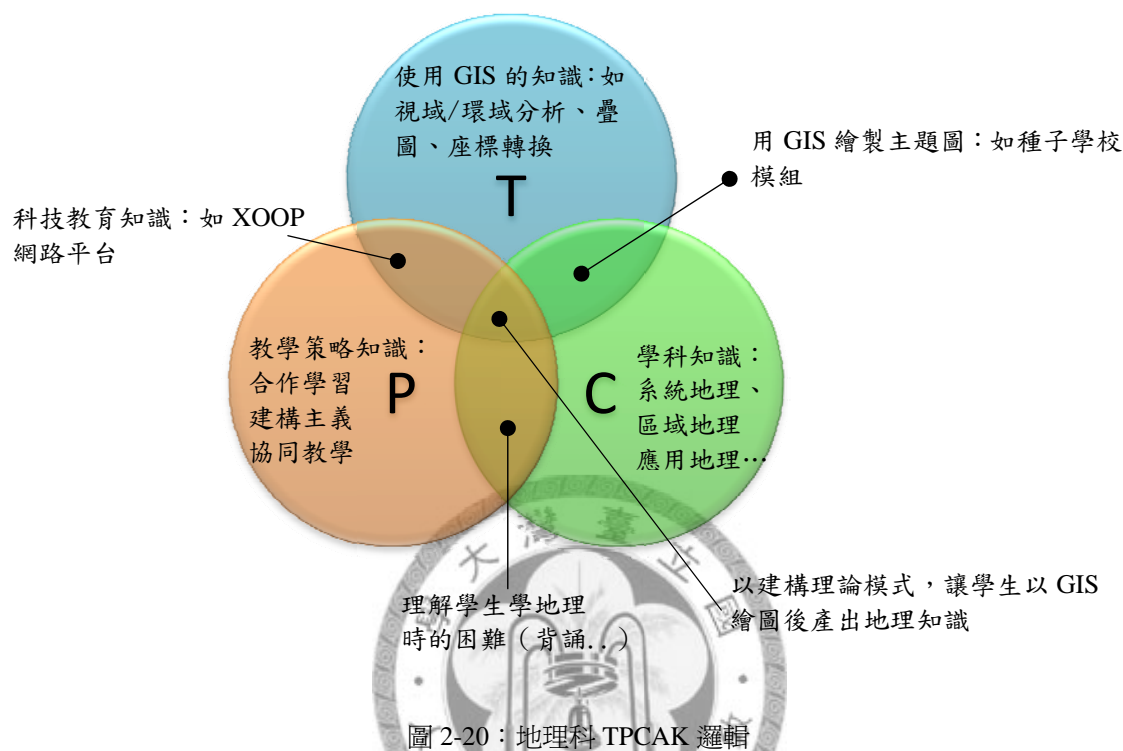 使用 GIS 的知識：如
視域/環域分析、疊
圖、座標轉換
T
用 GIS 繪製主題圖：如種子學校
模組
科技教育知識：如 XOOP
網路平台
教學策略知識：
合作學習
建構主義
協同教學
P
C
學科知識：
系統地理、
區域地理
應用地理…
以建構理論模式，讓學生以 GIS
繪圖後產出地理知識
理解學生學地理
時的困難（背誦..）
大灣臺立國
學
圖 2-20：地理科 TPCAK 邏輯